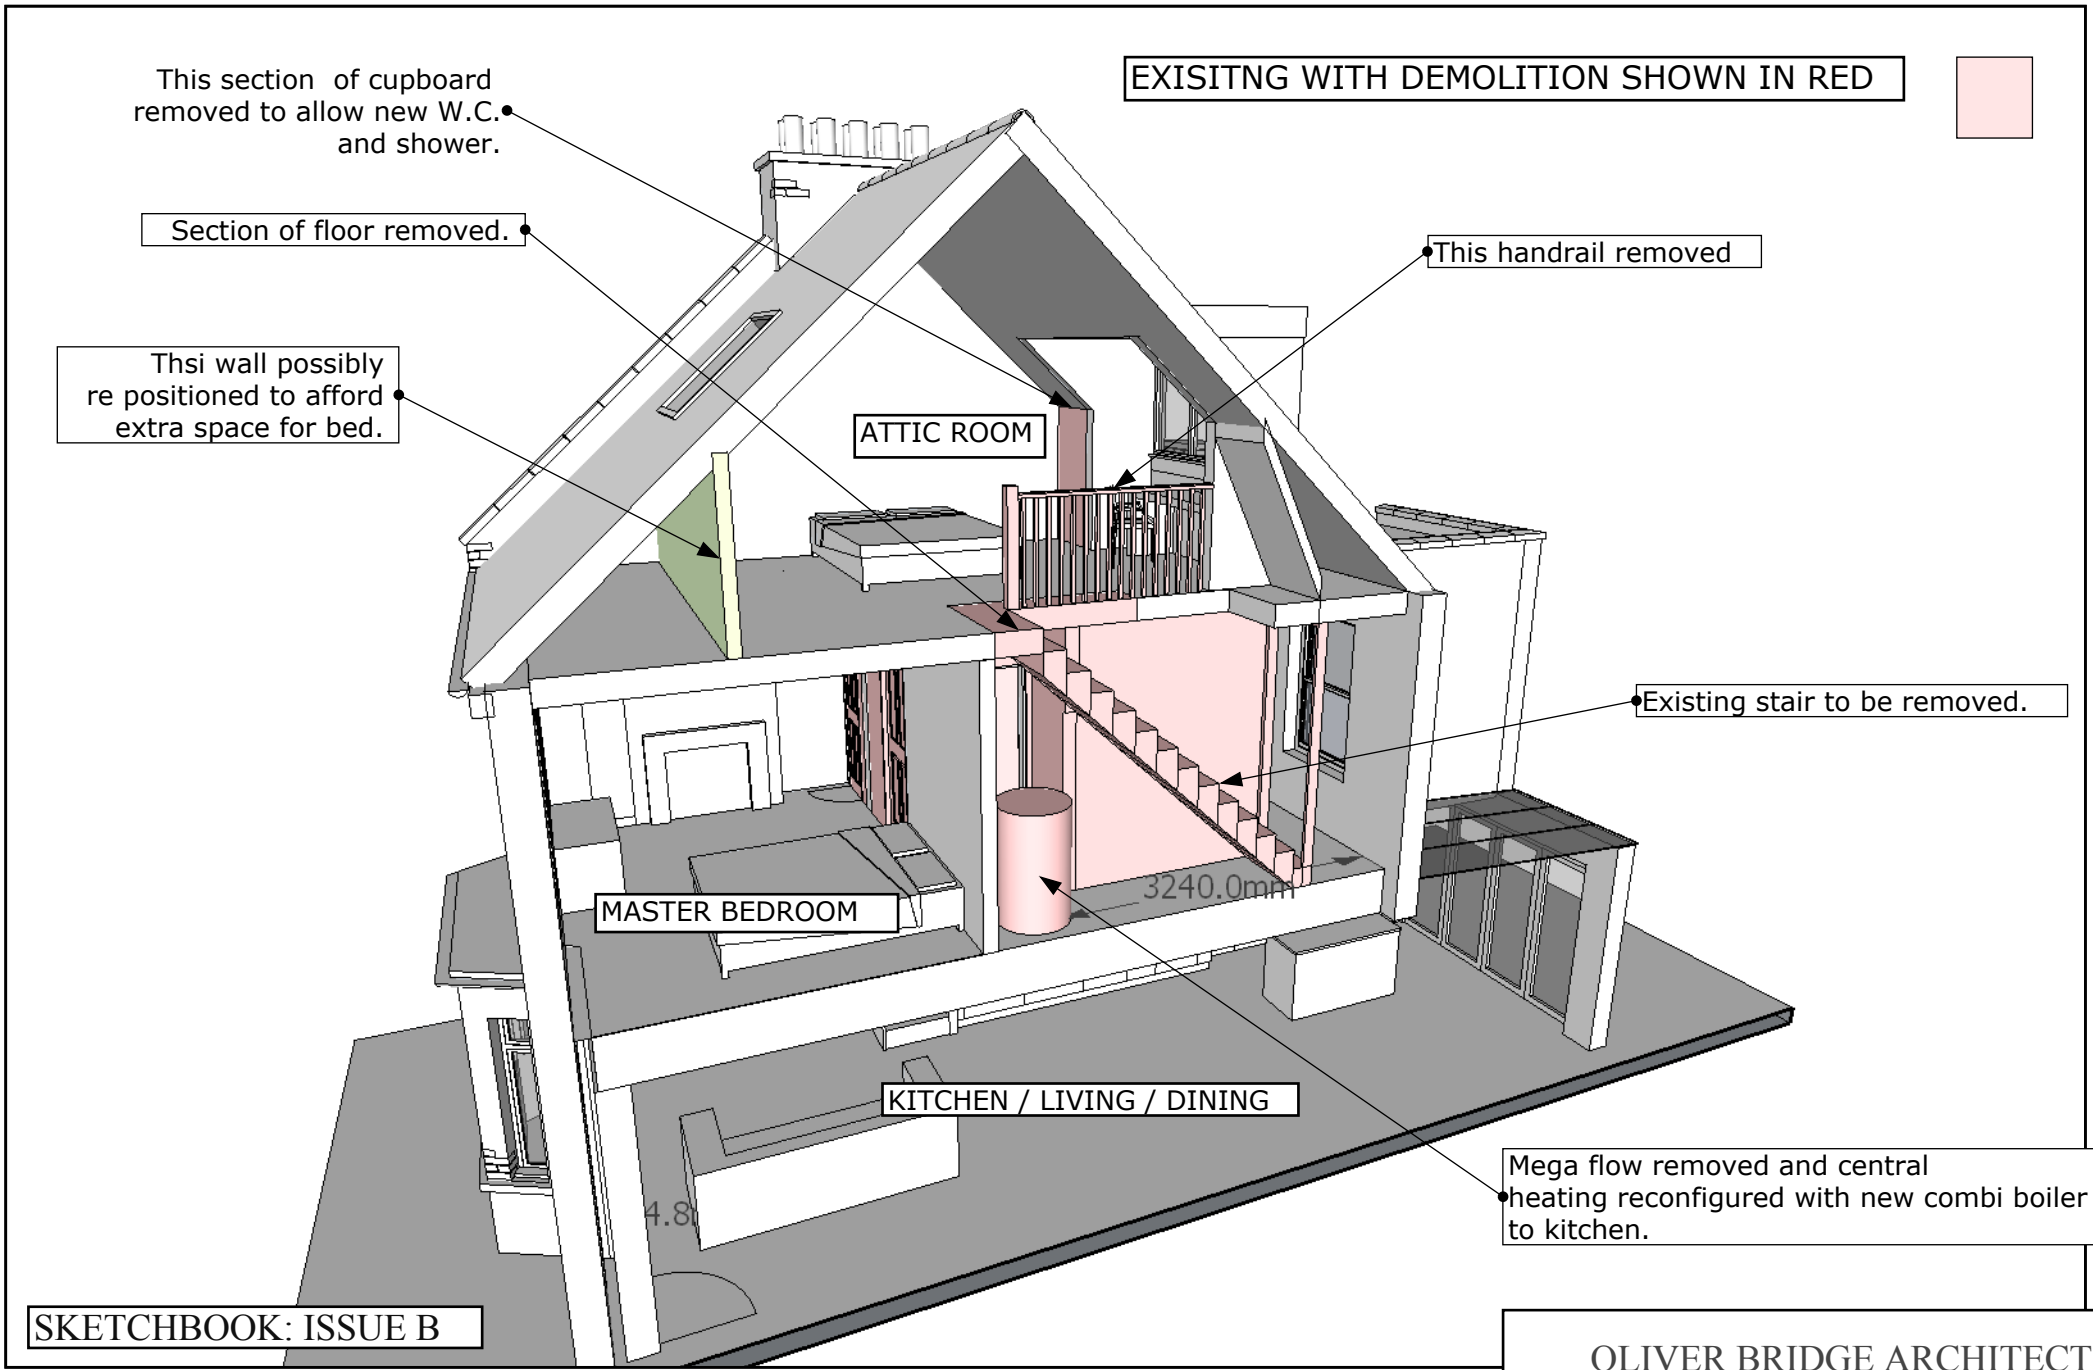 This section of cupboard
removed to allow new W.C.
and shower.
EXISITNG WITH DEMOLITION SHOWN IN RED
Section of floor removed.
This handrail removed
Thsi wall possibly
re positioned to afford
extra space for bed.
ATTIC ROOM
Existing stair to be removed.
3240.0mm
MASTER BEDROOM
KITCHEN / LIVING / DINING
Mega flow removed and central
heating reconfigured with new combi boiler
to kitchen.
4.8
SKETCHBOOK: ISSUE B
OLIVER BRIDGE ARCHITECT